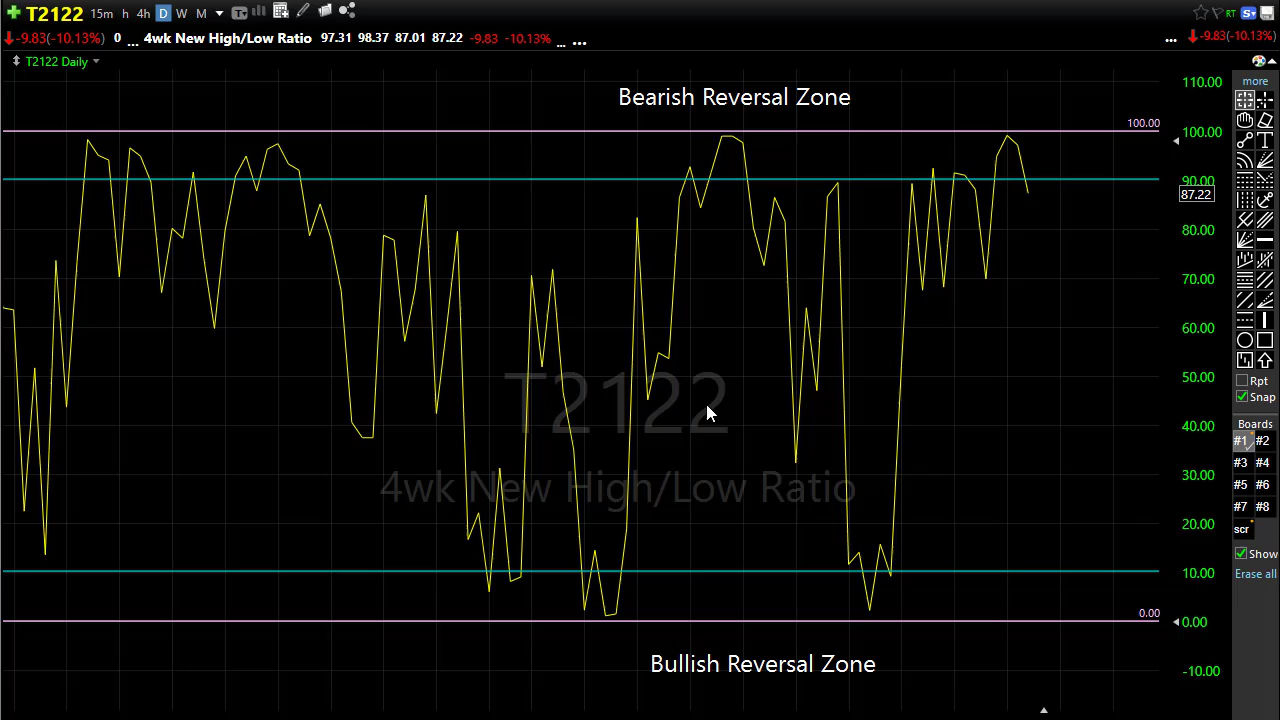 T2122 15m h 4h D W M T RT S
-9.83(-10.13%) 0 ... 4wk New High/Low Ratio 97.31 98.37 87.01 87.22 -9.83 -10.13% ... ... ... -9.83(-10.13%)
T2122 Daily
more
Bearish Reversal Zone
110.00
100.00
100.00
90.00
87.22
80.00
70.00
60.00
50.00
40.00
30.00
20.00
10.00
0.00
0.00
-10.00
T2122
4wk New High/Low Ratio
Bullish Reversal Zone
T
Rpt
Snap
Boards
#1 #2
#3 #4
#5 #6
#7 #8
scr
Show
Erase all